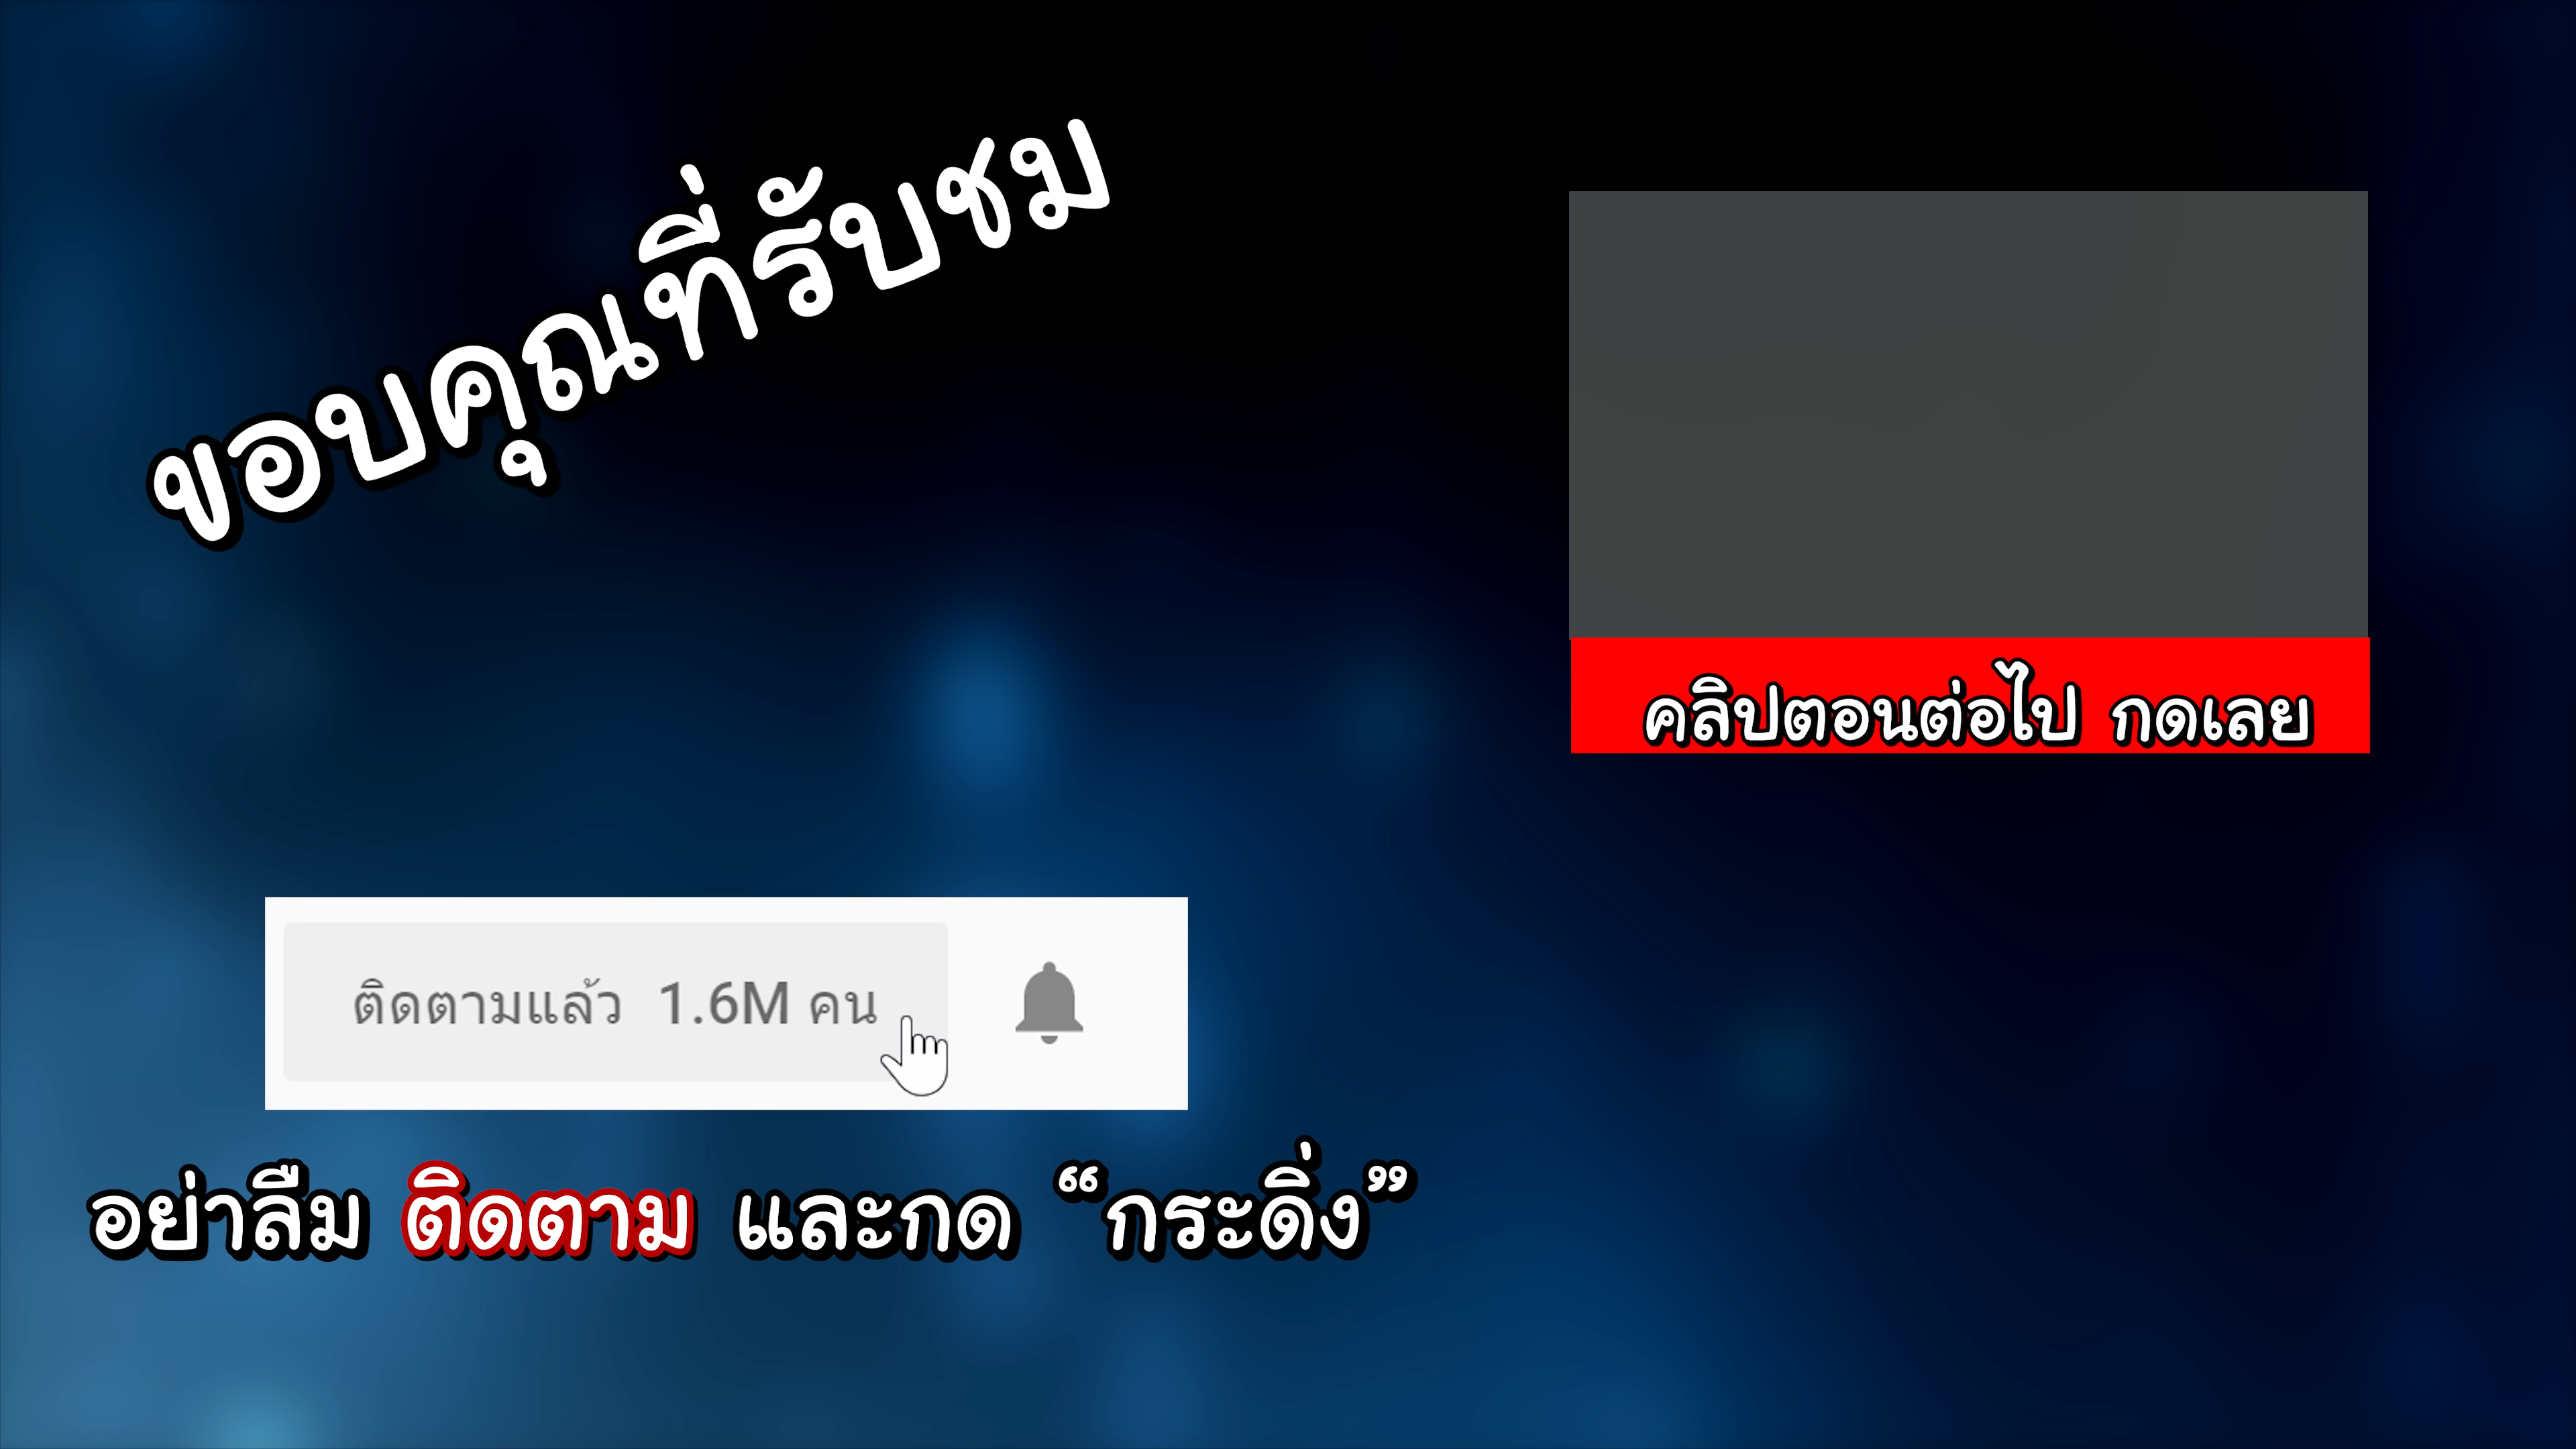 ขอบคุณที่รับชม
คลิปตอนต่อไป กดเลย
ติดตามแล้ว 1.6M คน
อย่าลืม ติดตาม และกด “กระดิ่ง”